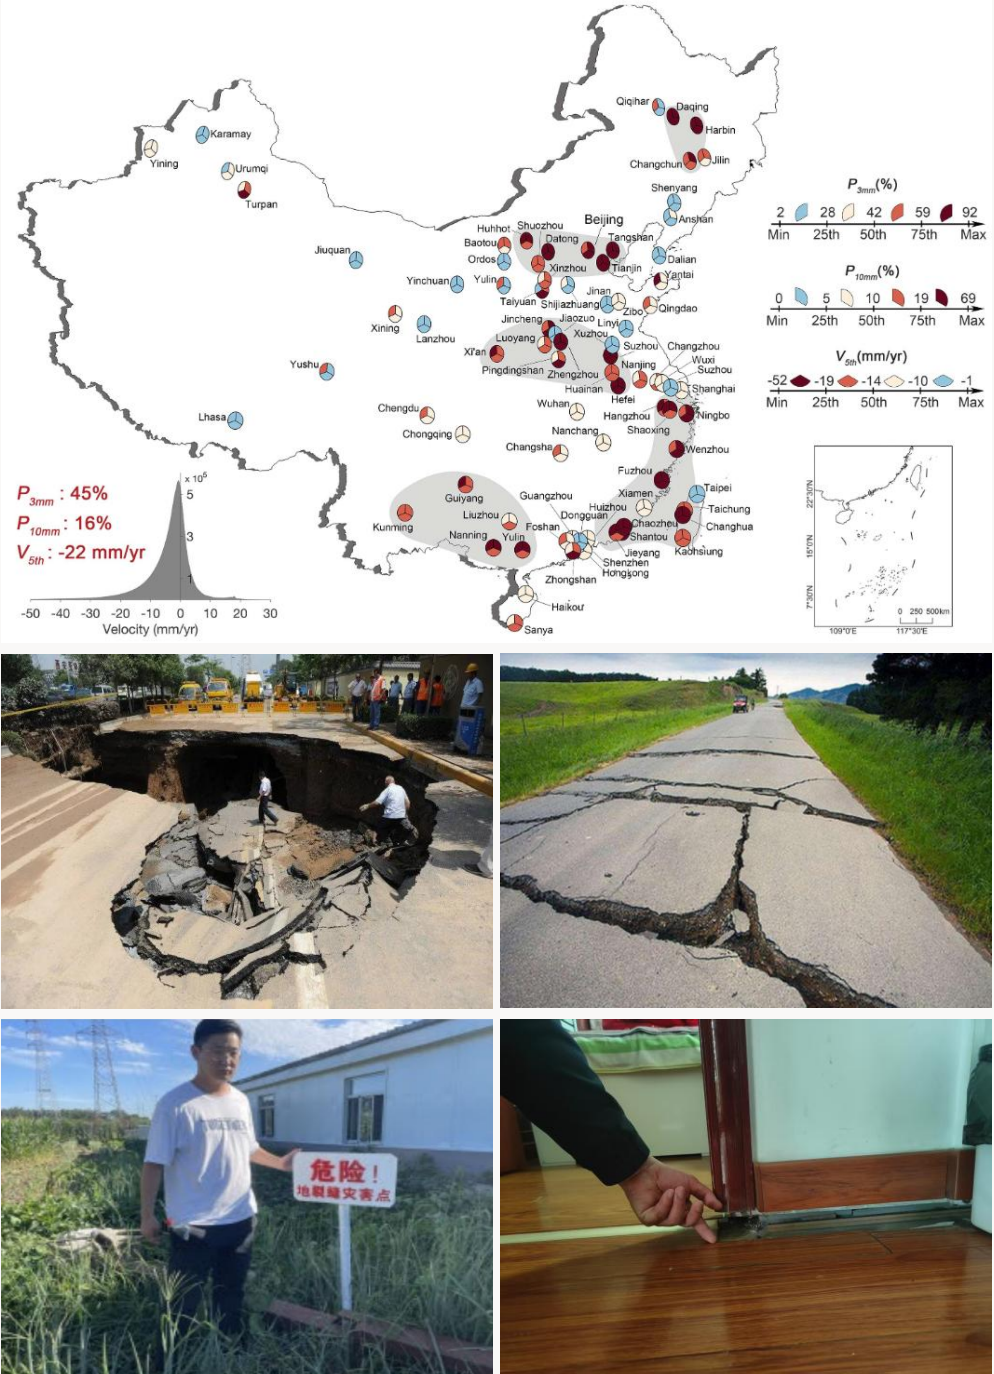 Qiqihar
Daqing
Harbin
Karamay
Yining
Urumqi
Changchun
Jilin
Turpan
Shenyang
Anshan
P3mm(%)
2 28 42 59 92
Min 25th 50th 75th Max
Beijing
Shuozhou
Huhhot
Datong
Tangshan
Baotou
Jiuquan
Ordos
Xinzhou
Tianjin
Dalian
Yantai
P10mm(%)
0 5 10 19 69
Min 25th 50th 75th Max
Yinchuan
Yulin
Taiyuan
Shijiazhuang
Jinan
Zibo
Qingdao
Xining
Lanzhou
Jincheng
Jiaozuo
Linyi
Luoyang
Xuzhou
Changzhou
Suzhou
Wuxi
Xi'an
Nanjing
Suzhou
Pingdingshan
Zhengzhou
Shanghai
Huainan
Hefei
V5th(mm/yr)
-52 -19 -14 -10 -1
Min 25th 50th 75th Max
Yushu
Lhasa
Chengdu
Chongqing
Wuhan
Hangzhou
Ningbo
Shaoxing
Nanchang
Changsha
Wenzhou
Fuzhou
P3mm : 45%
P10mm : 16%
V5th : -22 mm/yr
x 10⁵
5
3
1
-50 -40 -30 -20 -10 0 10 20 30
Velocity (mm/yr)
Guiyang
Kunming
Liuzhou
Nanning
Yulin
Guangzhou
Foshan
Dongguan
Huizhou
Xiamen
Taipei
Taichung
Changhua
Chaozhou
Shantou
Jieyang
Kaohsiung
Shenzhen
Hongkong
Zhongshan
Haikou
Sanya
22°30'N
15°0'N
7°30'N
0 250 500km
109°0'E 117°30'E
危险！
地裂缝灾害点